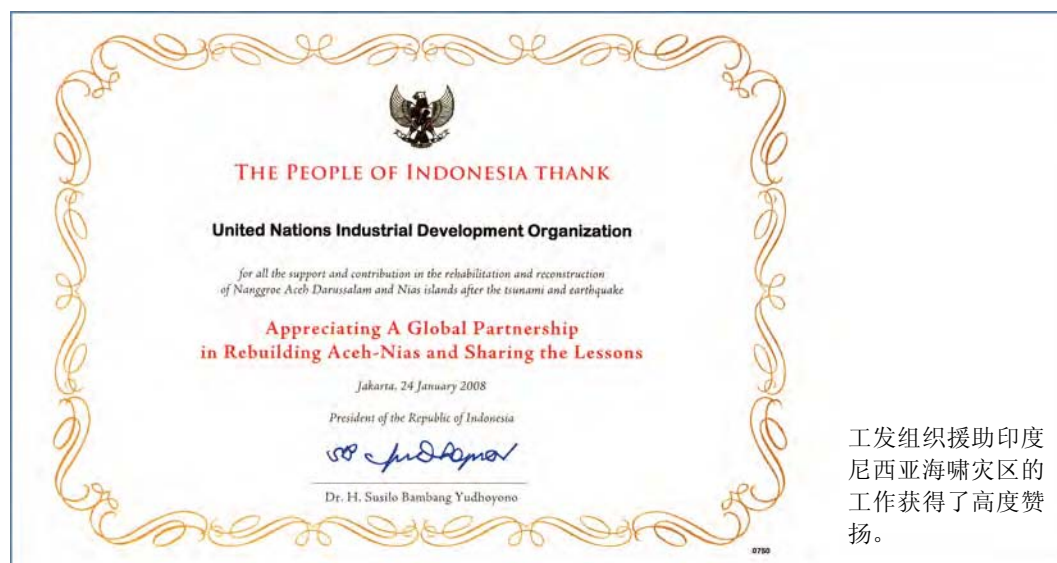 THE PEOPLE OF INDONESIA THANK
United Nations Industrial Development Organization
for all the support and contribution in the rehabilitation and reconstruction
of Nanggroe Aceh Darussalam and Nias islands after the tsunami and earthquake
Appreciating A Global Partnership
in Rebuilding Aceh-Nias and Sharing the Lessons
Jakarta, 24 January 2008
President of the Republic of Indonesia
Dr. H. Susilo Bambang Yudhoyono
0750
工发组织援助印度
尼西亚海啸灾区的
工作获得了高度赞
扬。